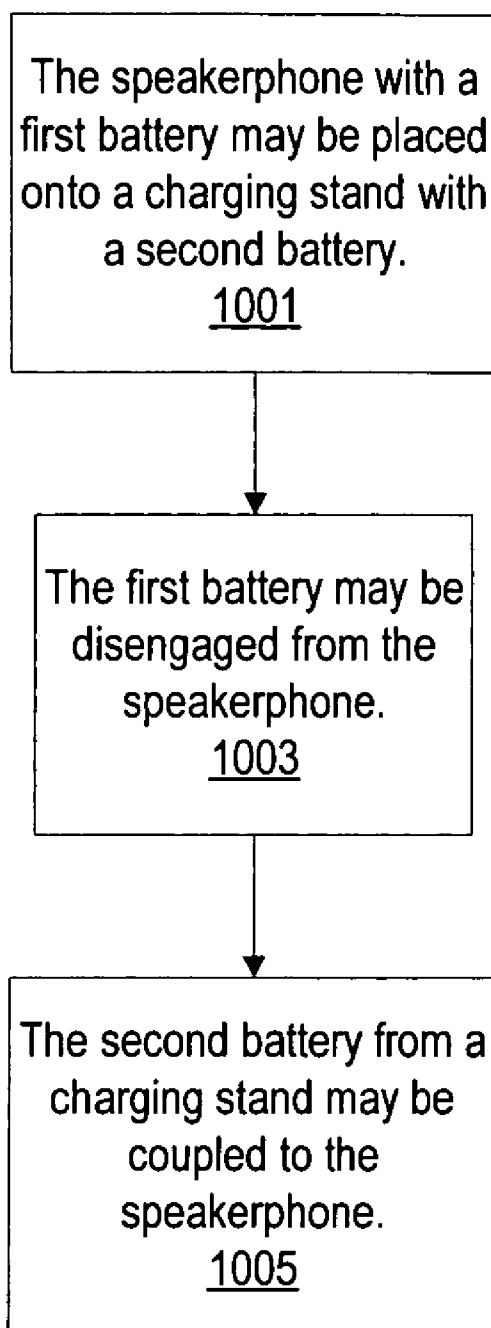 The speakerphone with a
first battery may be placed
onto a charging stand with
a second battery.
1001
The first battery may be
disengaged from the
speakerphone.
1003
The second battery from a
charging stand may be
coupled to the
speakerphone.
1005